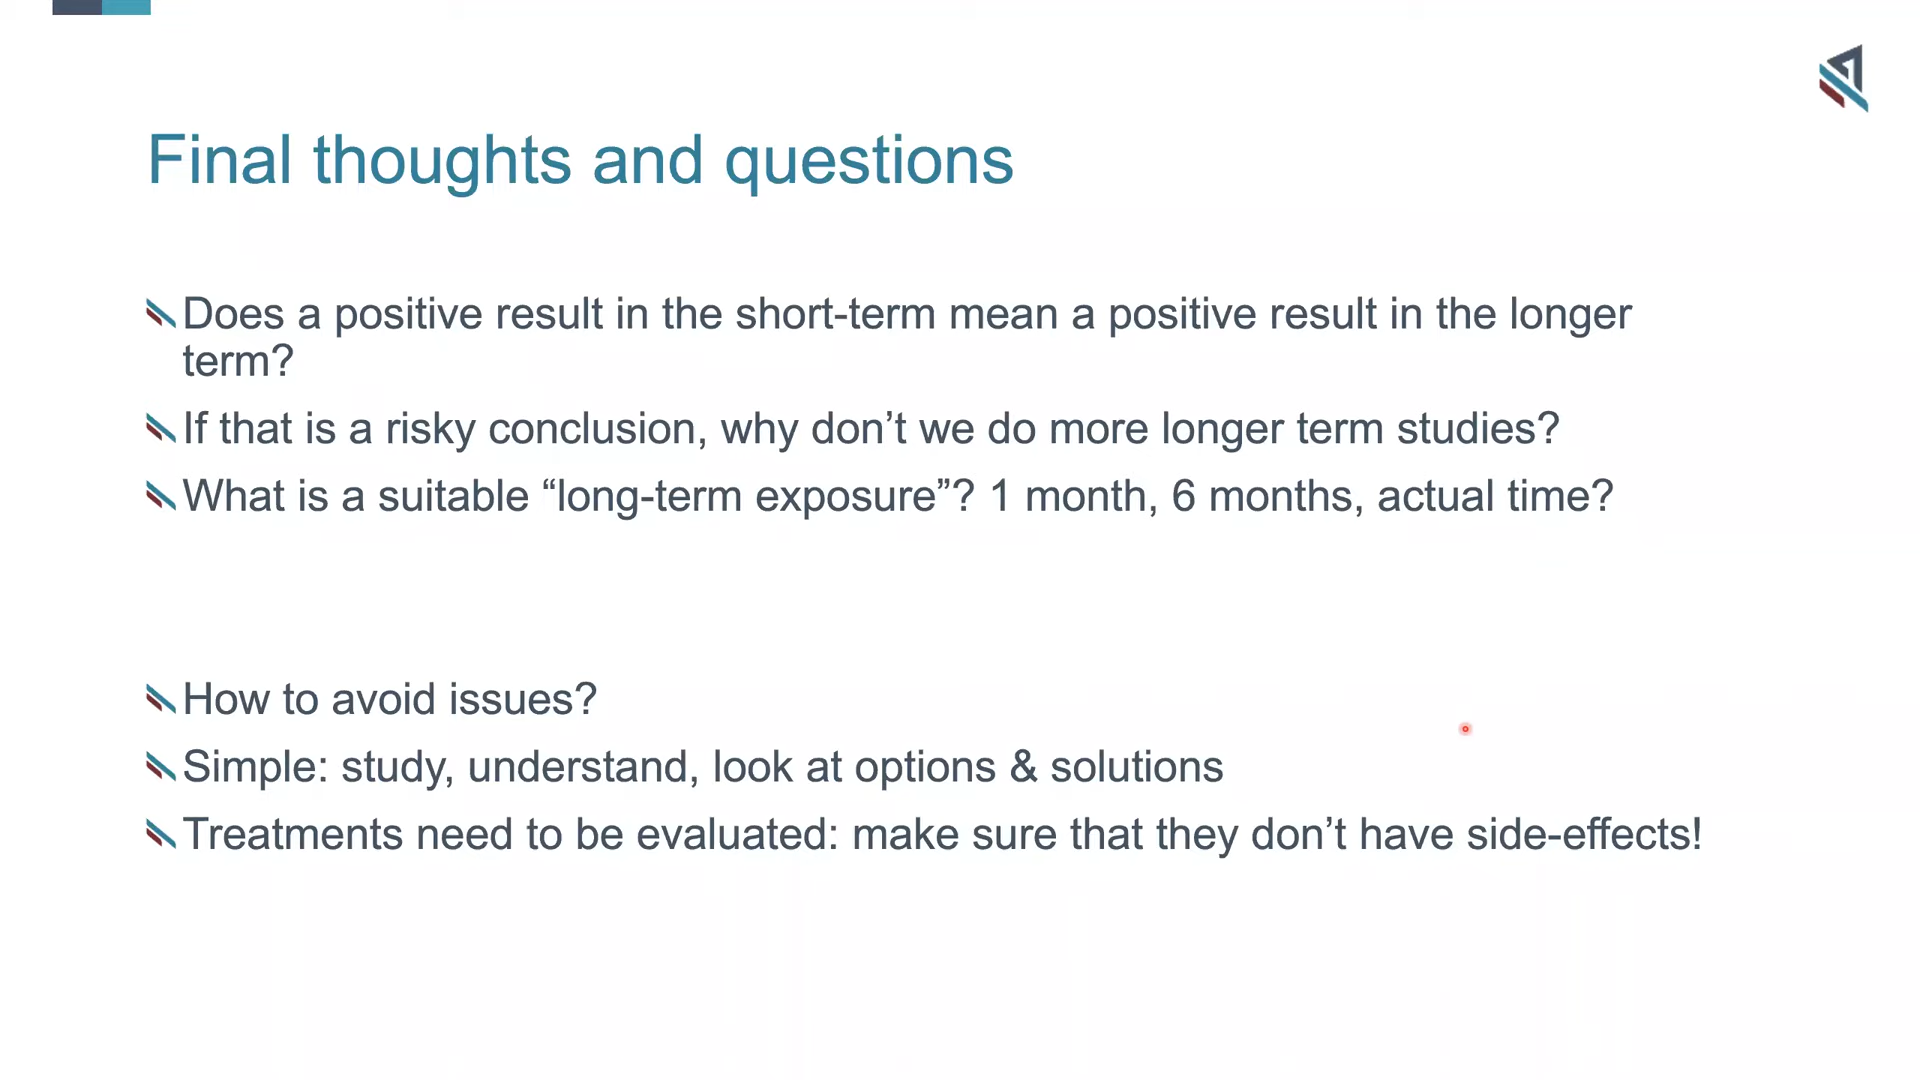 Final thoughts and questions
Does a positive result in the short-term mean a positive result in the longer
term?
If that is a risky conclusion, why don’t we do more longer term studies?
What is a suitable “long-term exposure”? 1 month, 6 months, actual time?
How to avoid issues?
Simple: study, understand, look at options & solutions
Treatments need to be evaluated: make sure that they don’t have side-effects!